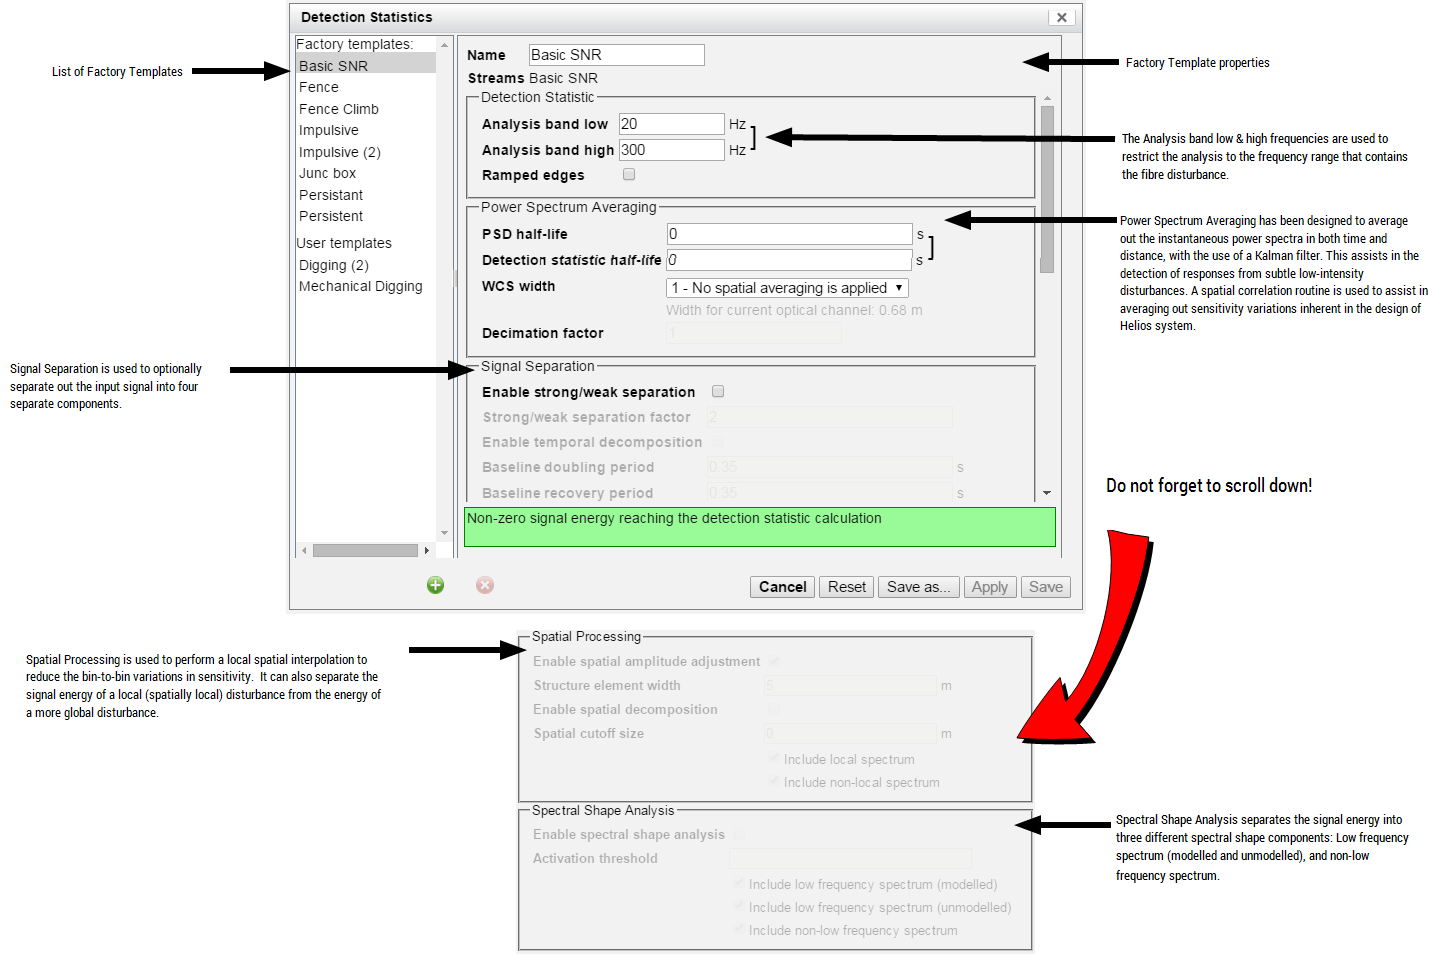 Detection Statistics
Factory templates:
Basic SNR
Fence
Fence Climb
Impulsive
Impulsive (2)
Junc box
Persistant
Persistent
User templates
Digging (2)
Mechanical Digging
Name Basic SNR
Streams Basic SNR
Detection Statistic
Analysis band low 20 Hz
Analysis band high 300 Hz
Ramped edges
Power Spectrum Averaging
PSD half-life 0 s
Detection statistic half-life 0 s
WCS width 1 - No spatial averaging is applied
Width for current optical channel: 0.68 m
Decimation factor 1
Signal Separation
Enable strong/weak separation
Strong/weak separation factor 2
Enable temporal decomposition
Baseline doubling period 0.35 s
Baseline recovery period 0.35 s
Non-zero signal energy reaching the detection statistic calculation
Cancel Reset Save as... Apply Save
List of Factory Templates
Factory Template properties
The Analysis band low & high frequencies are used to
restrict the analysis to the frequency range that contains
the fibre disturbance.
Power Spectrum Averaging has been designed to average
out the instantaneous power spectra in both time and
distance, with the use of a Kalman filter. This assists in the
detection of responses from subtle low-intensity
disturbances. A spatial correlation routine is used to assist in
averaging out sensitivity variations inherent in the design of
Helios system.
Signal Separation is used to optionally
separate out the input signal into four
separate components.
Do not forget to scroll down!
Spatial Processing
Enable spatial amplitude adjustment
Structure element width 5 m
Enable spatial decomposition
Spatial cutoff size 9 m
Include local spectrum
Include non-local spectrum
Spatial Processing is used to perform a local spatial interpolation to
reduce the bin-to-bin variations in sensitivity. It can also separate the
signal energy of a local (spatially local) disturbance from the energy of
a more global disturbance.
Spectral Shape Analysis
Enable spectral shape analysis
Activation threshold
Include low frequency spectrum (modelled)
Include low frequency spectrum (unmodelled)
Include non-low frequency spectrum
Spectral Shape Analysis separates the signal energy into
three different spectral shape components: Low frequency
spectrum (modelled and unmodelled), and non-low
frequency spectrum.